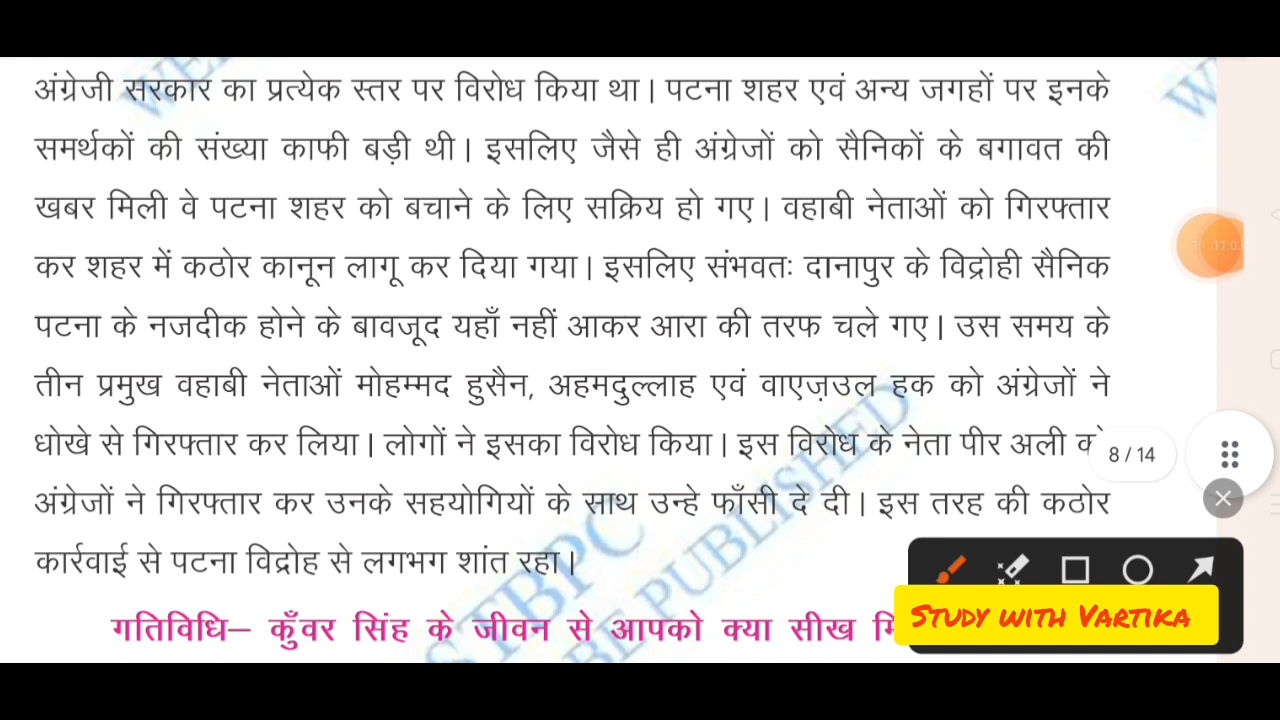 अंग्रेजी सरकार का प्रत्येक स्तर पर विरोध किया था। पटना शहर एवं अन्य जगहों पर इनके
समर्थकों की संख्या काफी बड़ी थी। इसलिए जैसे ही अंग्रेजों को सैनिकों के बगावत की
खबर मिली वे पटना शहर को बचाने के लिए सक्रिय हो गए। वहाबी नेताओं को गिरफ्तार
कर शहर में कठोर कानून लागू कर दिया गया। इसलिए संभवतः दानापुर के विद्रोही सैनिक
पटना के नजदीक होने के बावजूद यहाँ नहीं आकर आरा की तरफ चले गए। उस समय के
तीन प्रमुख वहाबी नेताओं मोहम्मद हुसैन, अहमदुल्लाह एवं वाएज़उल हक को अंग्रेजों ने
धोखे से गिरफ्तार कर लिया। लोगों ने इसका विरोध किया। इस विरोध के नेता पीर अली को
8 / 14
अंग्रेजों ने गिरफ्तार कर उनके सहयोगियों के साथ उन्हे फाँसी दे दी। इस तरह की कठोर
कार्रवाई से पटना विद्रोह से लगभग शांत रहा।
गतिविधि– कुँवर सिंह के जीवन से आपको क्या सीख
Study with Vartika
BE PUBLISHED